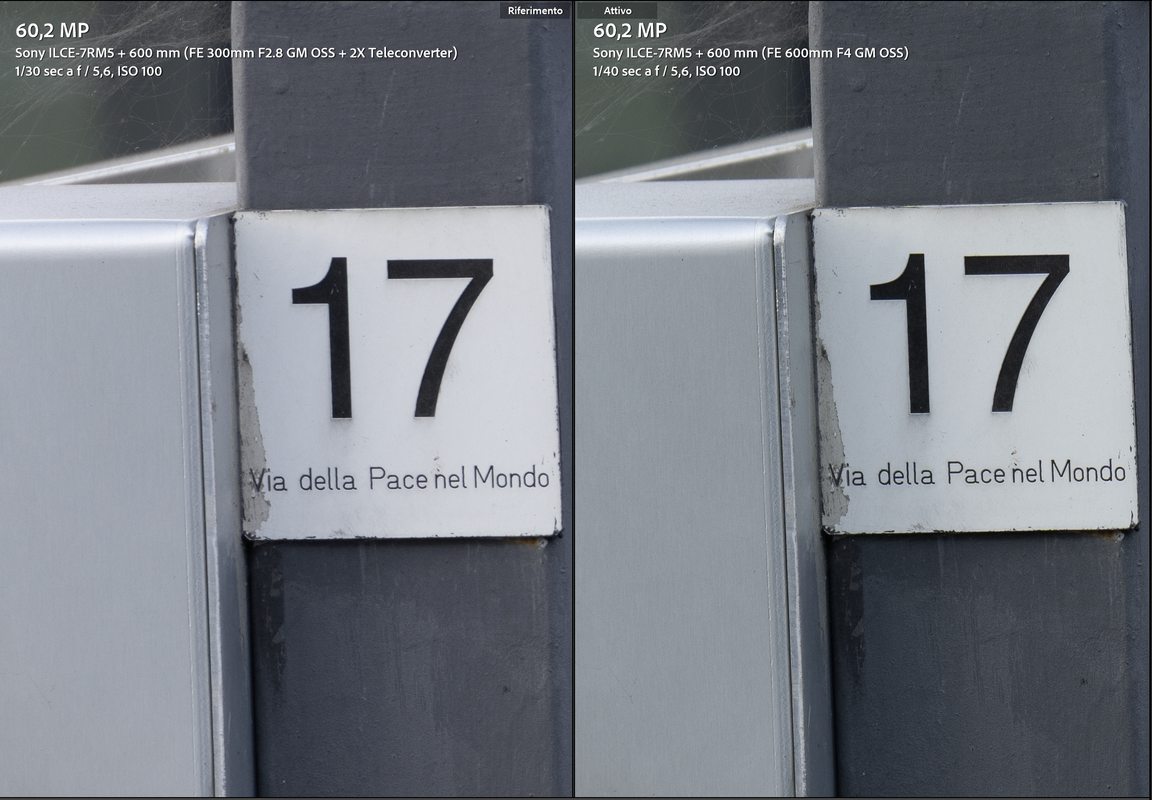 Riferimento
60,2 MP
Sony ILCE-7RM5 + 600 mm (FE 300mm F2.8 GM OSS + 2X Teleconverter)
1/30 sec a f / 5,6, ISO 100
17
Via della Pace nel Mondo
Attivo
60,2 MP
Sony ILCE-7RM5 + 600 mm (FE 600mm F4 GM OSS)
1/40 sec a f / 5,6, ISO 100
17
Via della Pace nel Mondo